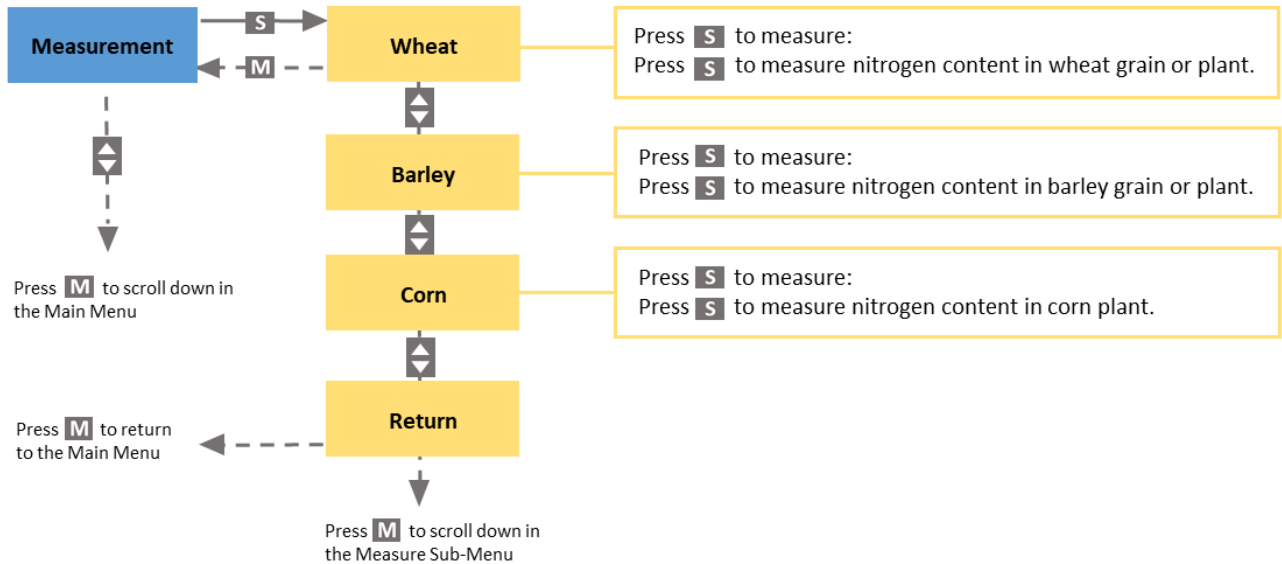 Measurement
S
M
Wheat
Press S to measure:
Press S to measure nitrogen content in wheat grain or plant.
Barley
Press S to measure:
Press S to measure nitrogen content in barley grain or plant.
Corn
Press S to measure:
Press S to measure nitrogen content in corn plant.
Press M to scroll down in
the Main Menu
Return
Press M to return
to the Main Menu
Press M to scroll down in
the Measure Sub-Menu